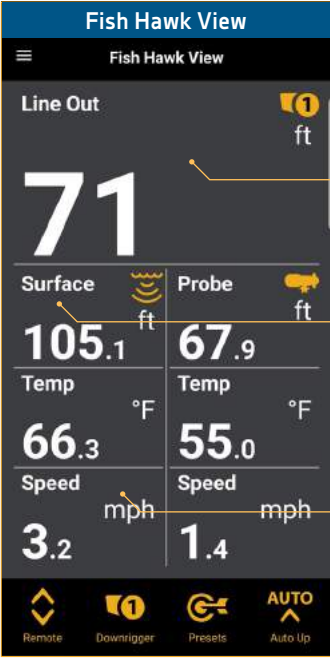 Fish Hawk View
Fish Hawk View
Line Out
1
ft
71
Surface
ft
105.1
Probe
ft
67.9
Temp
°F
66.3
Temp
°F
55.0
Speed
mph
3.2
Speed
mph
1.4
1
AUTO
Remote
Downrigger
Presets
Auto Up